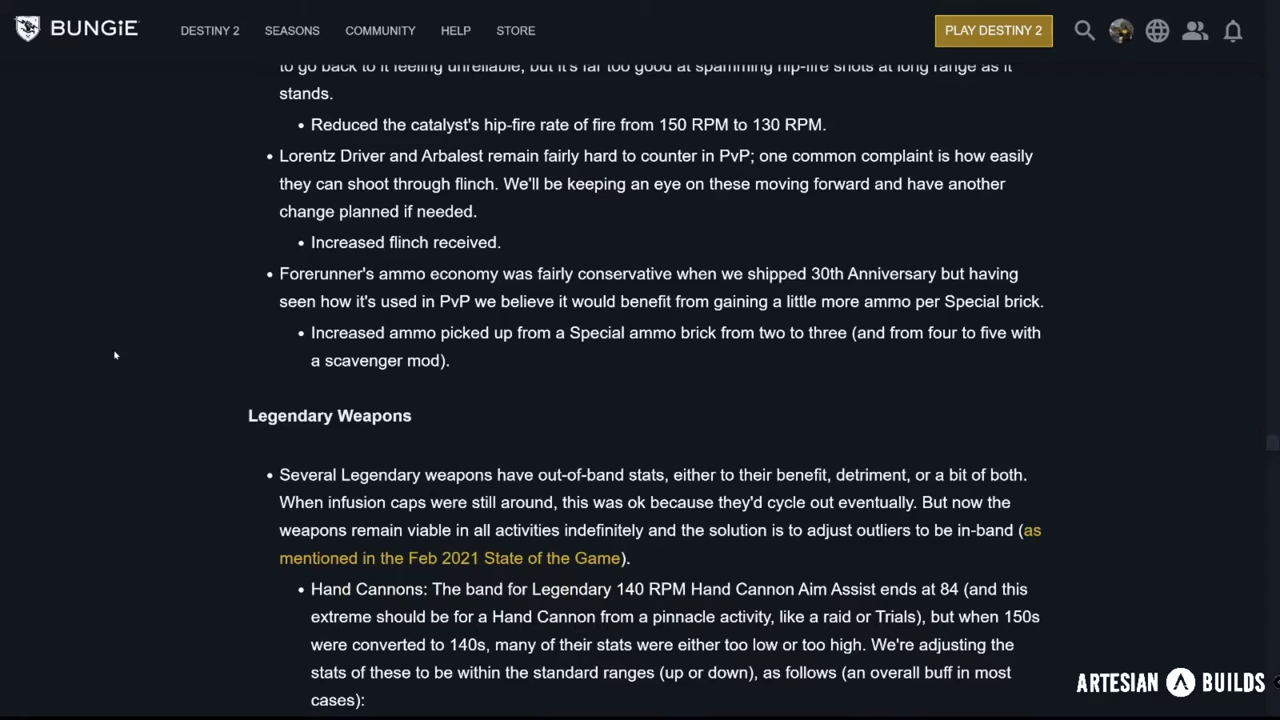 BUNGiE DESTINY 2 SEASONS COMMUNITY HELP STORE PLAY DESTINY 2
to go back to it feeling unreliable, but it's far too good at spamming hip-fire shots at long range as it
stands.
• Reduced the catalyst's hip-fire rate of fire from 150 RPM to 130 RPM.
• Lorentz Driver and Arbalest remain fairly hard to counter in PvP; one common complaint is how easily
they can shoot through flinch. We'll be keeping an eye on these moving forward and have another
change planned if needed.
• Increased flinch received.
• Forerunner's ammo economy was fairly conservative when we shipped 30th Anniversary but having
seen how it's used in PvP we believe it would benefit from gaining a little more ammo per Special brick.
• Increased ammo picked up from a Special ammo brick from two to three (and from four to five with
a scavenger mod).
Legendary Weapons
• Several Legendary weapons have out-of-band stats, either to their benefit, detriment, or a bit of both.
When infusion caps were still around, this was ok because they'd cycle out eventually. But now the
weapons remain viable in all activities indefinitely and the solution is to adjust outliers to be in-band (as
mentioned in the Feb 2021 State of the Game).
• Hand Cannons: The band for Legendary 140 RPM Hand Cannon Aim Assist ends at 84 (and this
extreme should be for a Hand Cannon from a pinnacle activity, like a raid or Trials), but when 150s
were converted to 140s, many of their stats were either too low or too high. We're adjusting the
stats of these to be within the standard ranges (up or down), as follows (an overall buff in most
cases):
ARTESIAN BUILDS